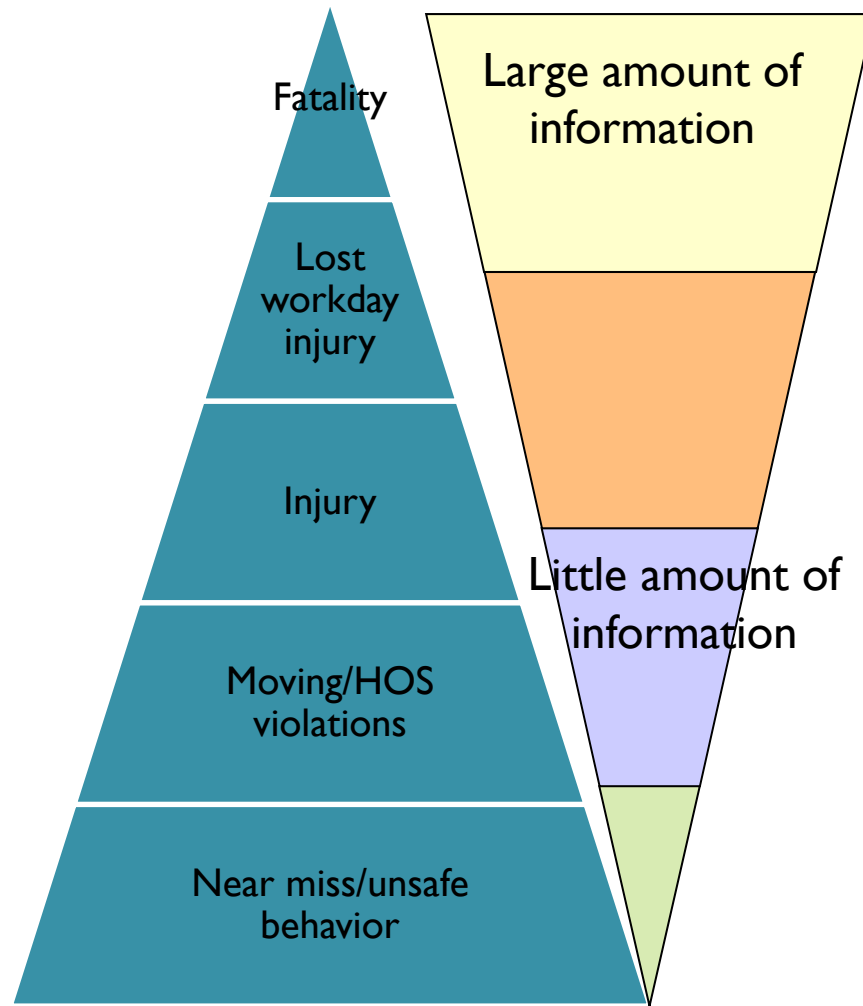 Fatality
Lost
workday
injury
Injury
Moving/HOS
violations
Near miss/unsafe
behavior
Large amount of
information
Little amount of
information